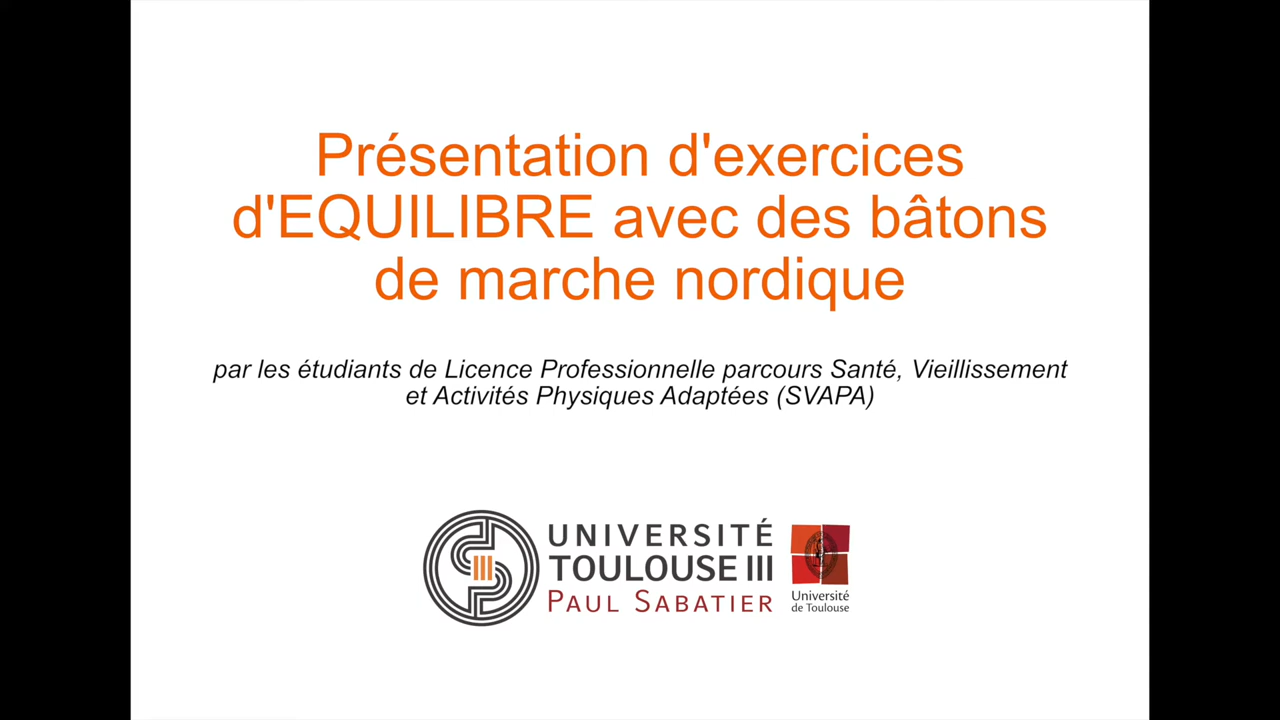 Présentation d'exercices
d'EQUILIBRE avec des bâtons
de marche nordique
par les étudiants de Licence Professionnelle parcours Santé, Vieillissement
et Activités Physiques Adaptées (SVAPA)
UNIVERSITÉ
TOULOUSE III
PAUL SABATIER
Université
de Toulouse